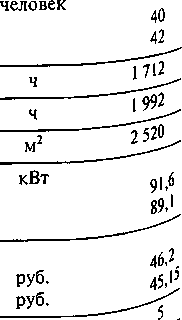 человек
40
42
ч 1 712
ч 1 992
м² 2 520
кВт
91,6
89,1
46,2
руб. 45,15
руб.
5